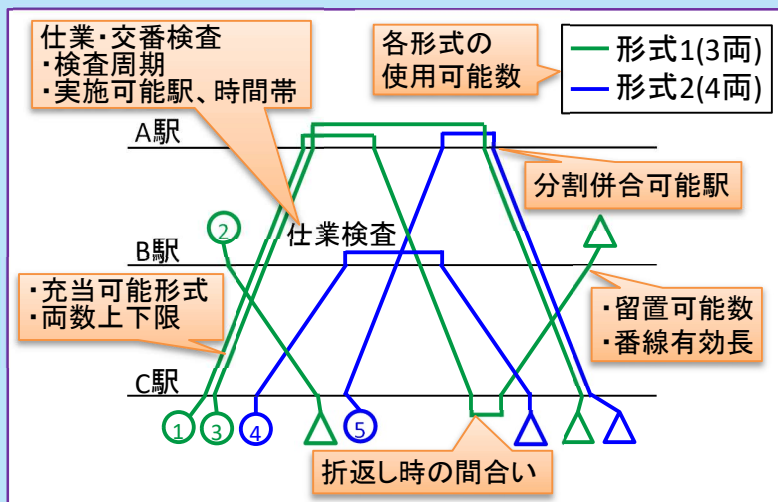 仕業・交番検査
・検査周期
・実施可能駅、時間帯
各形式の
使用可能数
形式1(3両)
形式2(4両)
A駅
分割併合可能駅
2
仕業検査
B駅
・充当可能形式
・両数上下限
・留置可能数
・番線有効長
C駅
1
3
4
5
折返し時の間合い